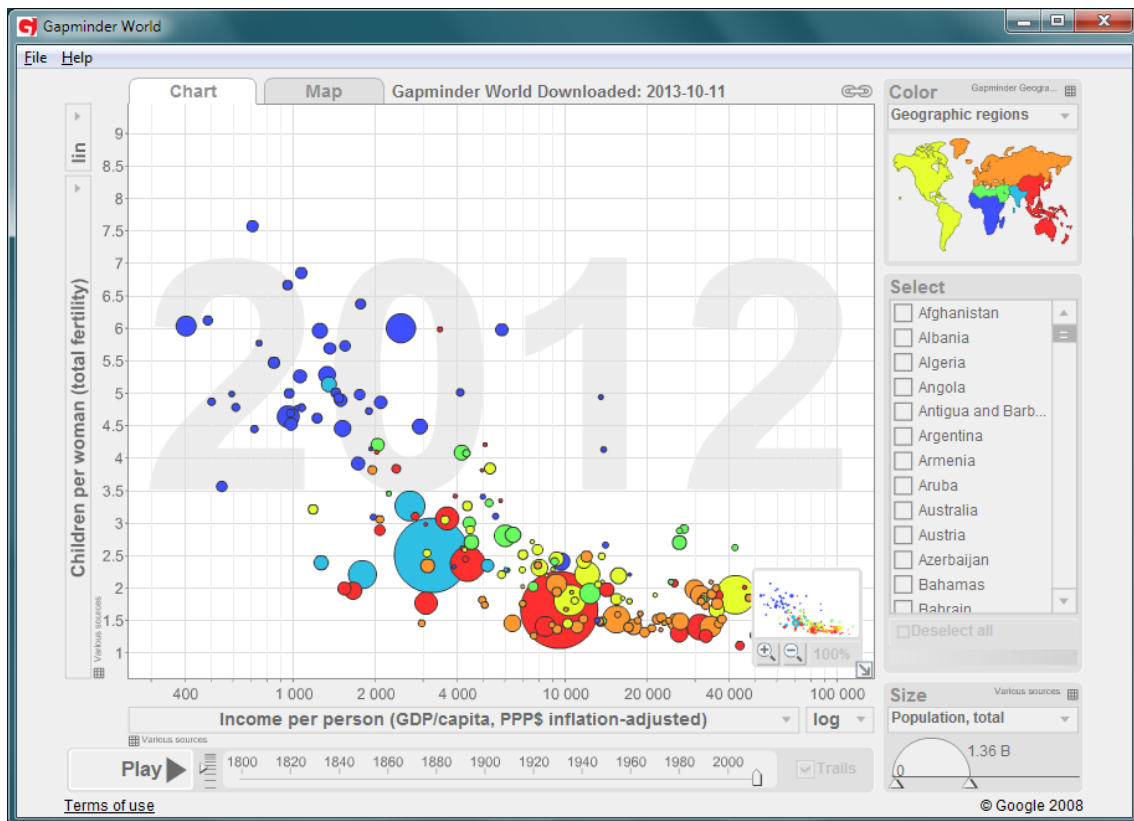 Gapminder World
File Help
Chart Map Gapminder World Downloaded: 2013-10-11
Color Gapminder Geogra...
Geographic regions
lin
Children per woman (total fertility)
Various sources
9
8.5
8
7.5
7
6.5
6
5.5
5
4.5
4
3.5
3
2.5
2
1.5
1
2012
400 1 000 2 000 4 000 10 000 20 000 40 000 100 000
100%
Income per person (GDP/capita, PPP$ inflation-adjusted) log
Various sources
Select
Afghanistan
Albania
Algeria
Angola
Antigua and Barb...
Argentina
Armenia
Aruba
Australia
Austria
Azerbaijan
Bahamas
Bahrain
Deselect all
Size Various sources
Population, total
1.36 B
0
Play 1800 1820 1840 1860 1880 1900 1920 1940 1960 1980 2000 Trails
Terms of use © Google 2008